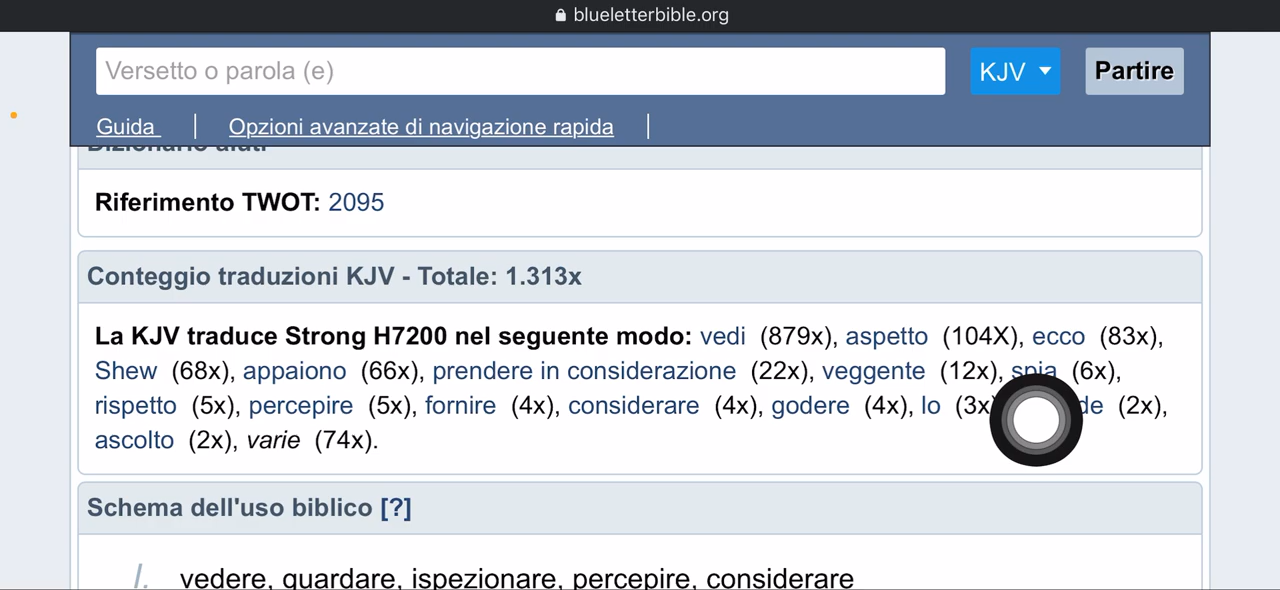 blueletterbible.org
Versetto o parola (e)
KJV
Partire
Guida | Opzioni avanzate di navigazione rapida |
Riferimento TWOT: 2095
Conteggio traduzioni KJV - Totale: 1.313x
La KJV traduce Strong H7200 nel seguente modo: vedi (879x), aspetto (104X), ecco (83x),
Shew (68x), appaiono (66x), prendere in considerazione (22x), veggente (12x), spia (6x),
rispetto (5x), percepire (5x), fornire (4x), considerare (4x), godere (4x), lo (3x) (2x),
ascolto (2x), varie (74x).
Schema dell'uso biblico [?]
I. vedere, guardare, ispezionare, percepire, considerare